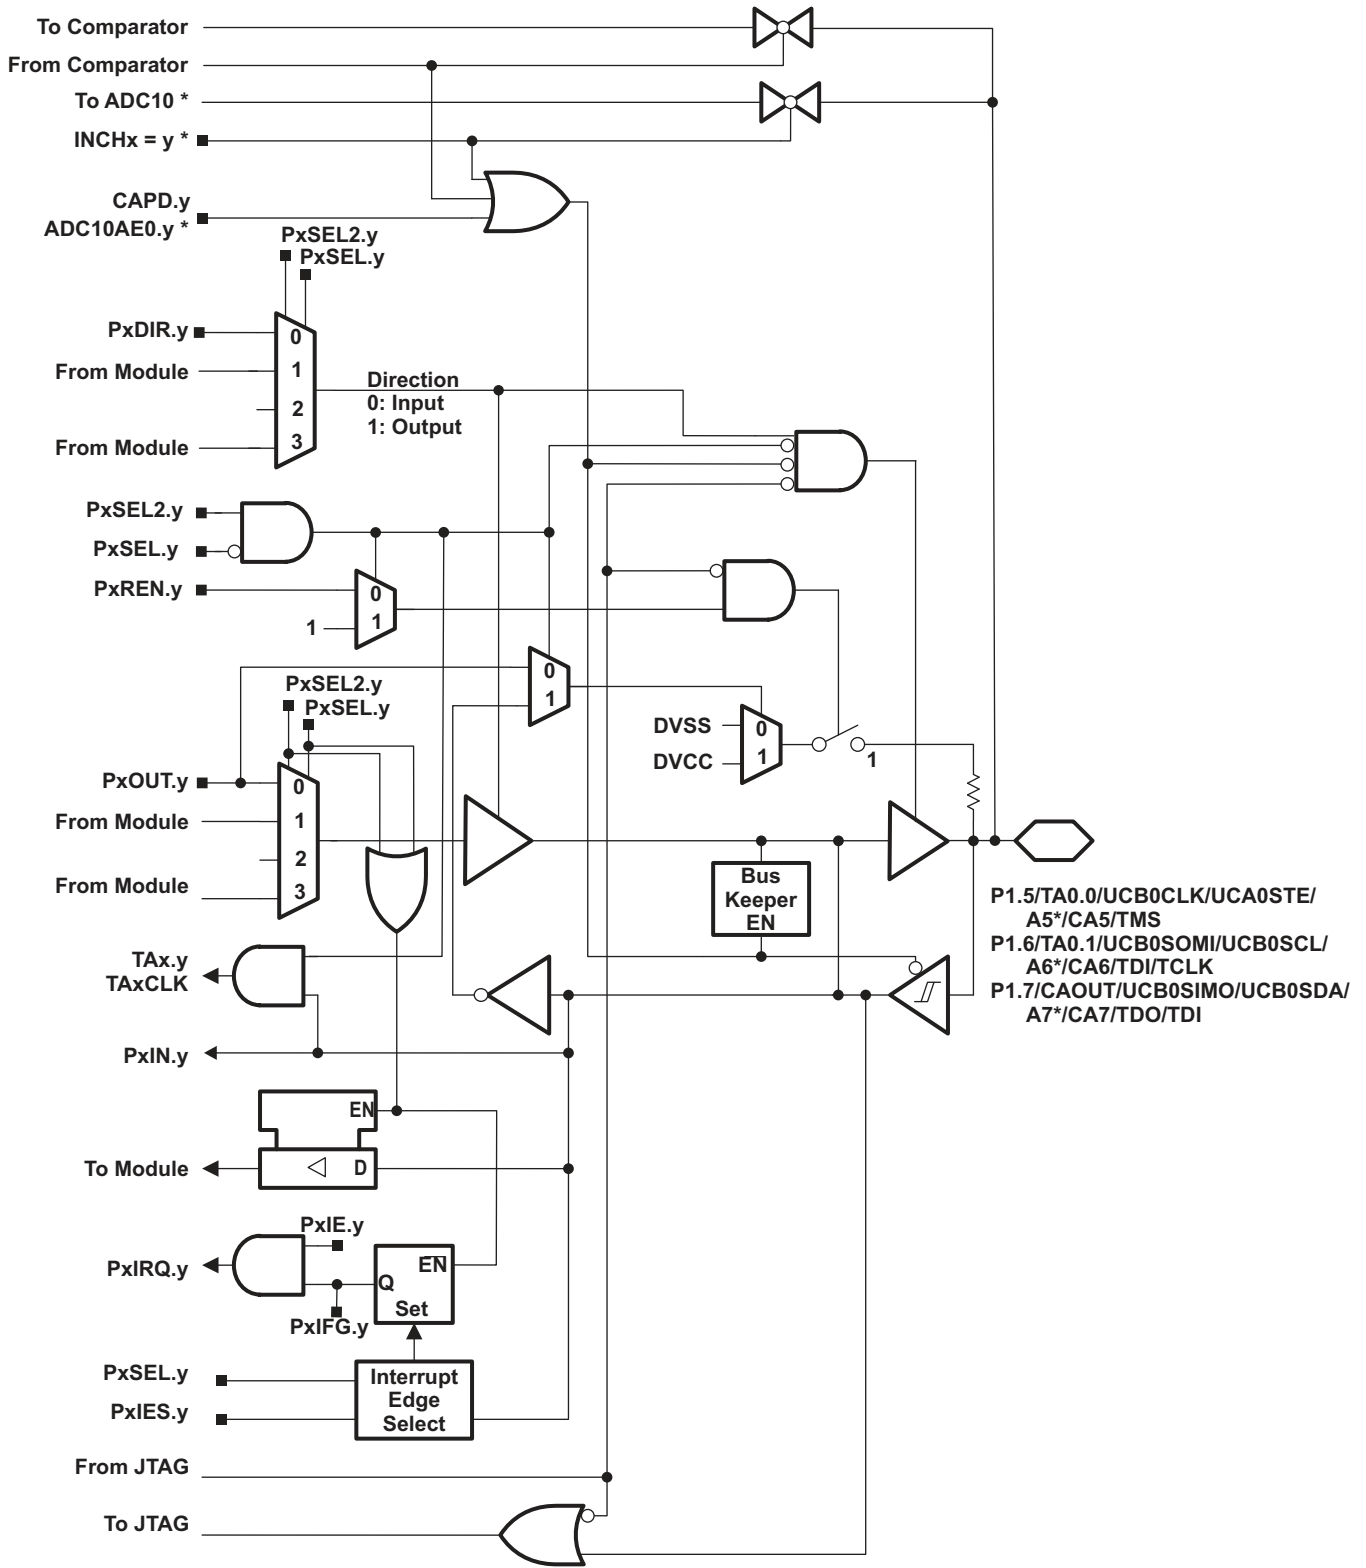 To Comparator
From Comparator
To ADC10 *
INCHx = y *
CAPD.y
ADC10AE0.y *
PxSEL2.y
PxSEL.y
PxDIR.y
0
From Module
1
2
From Module
3
Direction
0: Input
1: Output
PxSEL2.y
PxSEL.y
PxREN.y
0
1
1
0
1
PxSEL2.y
PxSEL.y
DVSS
0
DVCC
1
1
PxOUT.y
0
From Module
1
2
From Module
3
Bus
Keeper
EN
P1.5/TA0.0/UCB0CLK/UCA0STE/
A5*/CA5/TMS
P1.6/TA0.1/UCB0SOMI/UCB0SCL/
A6*/CA6/TDI/TCLK
P1.7/CAOUT/UCB0SIMO/UCB0SDA/
A7*/CA7/TDO/TDI
TAx.y
TAxCLK
PxIN.y
EN
To Module
D
PxIE.y
PxIRQ.y
EN
Q
Set
PxIFG.y
PxSEL.y
PxIES.y
Interrupt
Edge
Select
From JTAG
To JTAG